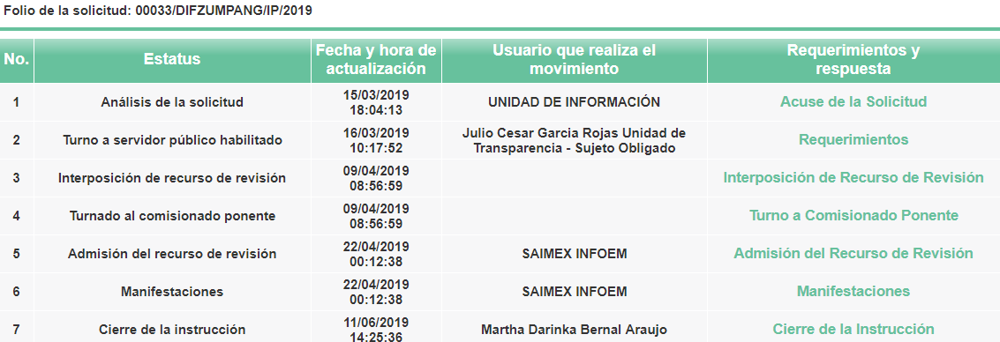 Folio de la solicitud: 00033/DIFZUMPANG/IP/2019
No. Estatus Fecha y hora de actualización Usuario que realiza el movimiento Requerimientos y respuesta
1 Análisis de la solicitud 15/03/2019 18:04:13 UNIDAD DE INFORMACIÓN Acuse de la Solicitud
2 Turno a servidor público habilitado 16/03/2019 10:17:52 Julio Cesar Garcia Rojas Unidad de Transparencia - Sujeto Obligado Requerimientos
3 Interposición de recurso de revisión 09/04/2019 08:56:59 Interposición de Recurso de Revisión
4 Turnado al comisionado ponente 09/04/2019 08:56:59 Turno a Comisionado Ponente
5 Admisión del recurso de revisión 22/04/2019 00:12:38 SAIMEX INFOEM Admisión del Recurso de Revisión
6 Manifestaciones 22/04/2019 00:12:38 SAIMEX INFOEM Manifestaciones
7 Cierre de la instrucción 11/06/2019 14:25:36 Martha Darinka Bernal Araujo Cierre de la Instrucción